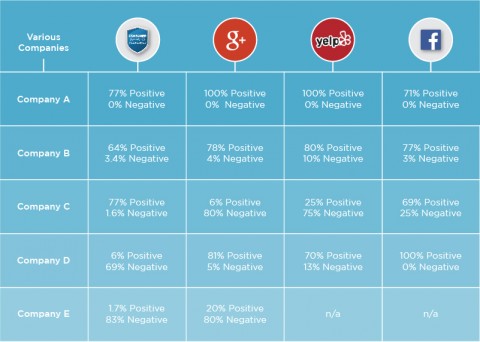 Various
Companies
g+
yelp
f
Company A
77% Positive
0% Negative
100% Positive
0% Negative
100% Positive
0% Negative
71% Positive
0% Negative
Company B
64% Positive
3.4% Negative
78% Positive
4% Negative
80% Positive
10% Negative
77% Positive
3% Negative
Company C
77% Positive
1.6% Negative
6% Positive
80% Negative
25% Positive
75% Negative
69% Positive
25% Negative
Company D
6% Positive
69% Negative
81% Positive
5% Negative
70% Positive
13% Negative
100% Positive
0% Negative
Company E
1.7% Positive
83% Negative
20% Positive
80% Negative
n/a
n/a